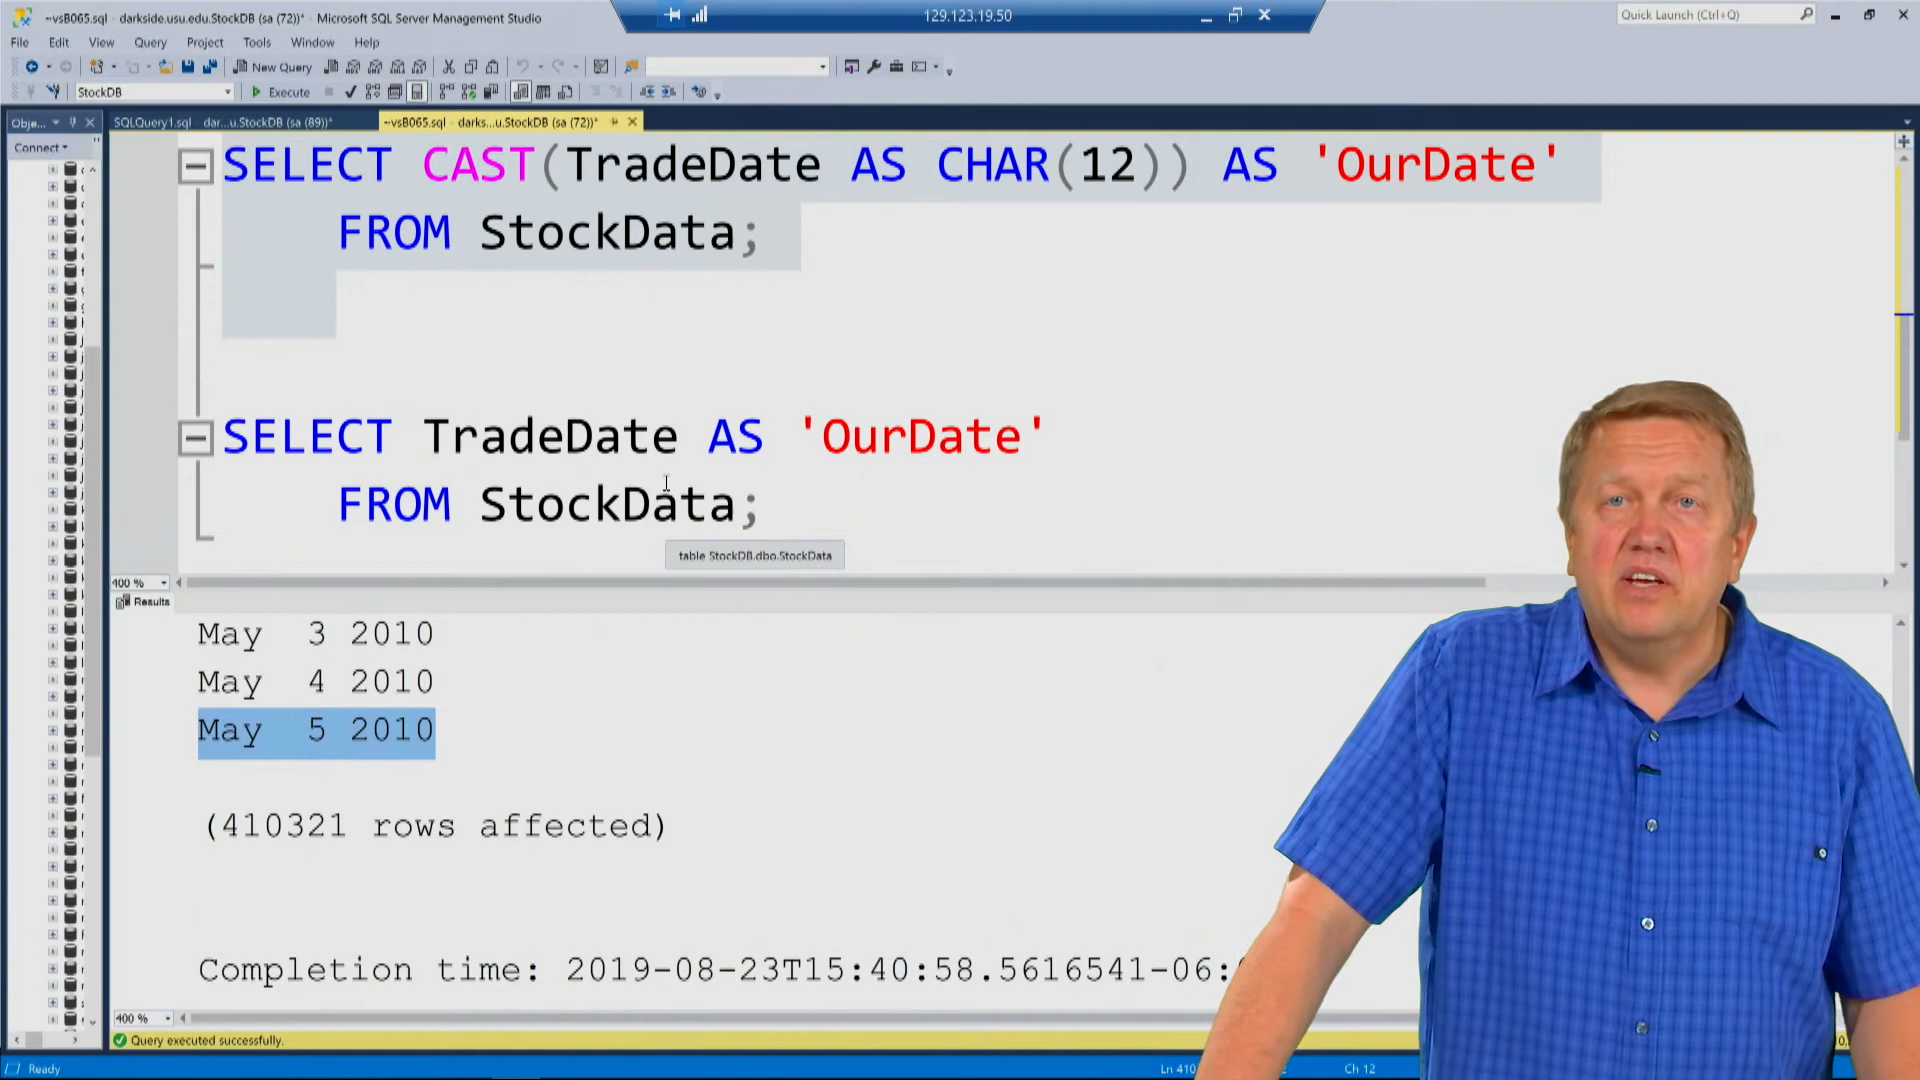 ~vsB065.sql - darkside.usu.edu.StockDB (sa (72))* - Microsoft SQL Server Management Studio
129.123.19.50
Quick Launch (Ctrl+Q)
File Edit View Query Project Tools Window Help
New Query
StockDB
Execute
Obje...
SQLQuery1.sql - dar...u.StockDB (sa (89))*
~vsB065.sql - darks...u.StockDB (sa (72))*
Connect
SELECT CAST(TradeDate AS CHAR(12)) AS 'OurDate'
FROM StockData;
SELECT TradeDate AS 'OurDate'
FROM StockData;
table StockDB.dbo.StockData
400 %
Results
May  3 2010
May  4 2010
May  5 2010
(410321 rows affected)
Completion time: 2019-08-23T15:40:58.5616541-06:
400 %
Query executed successfully.
Ready
Ln 410
Ch 12